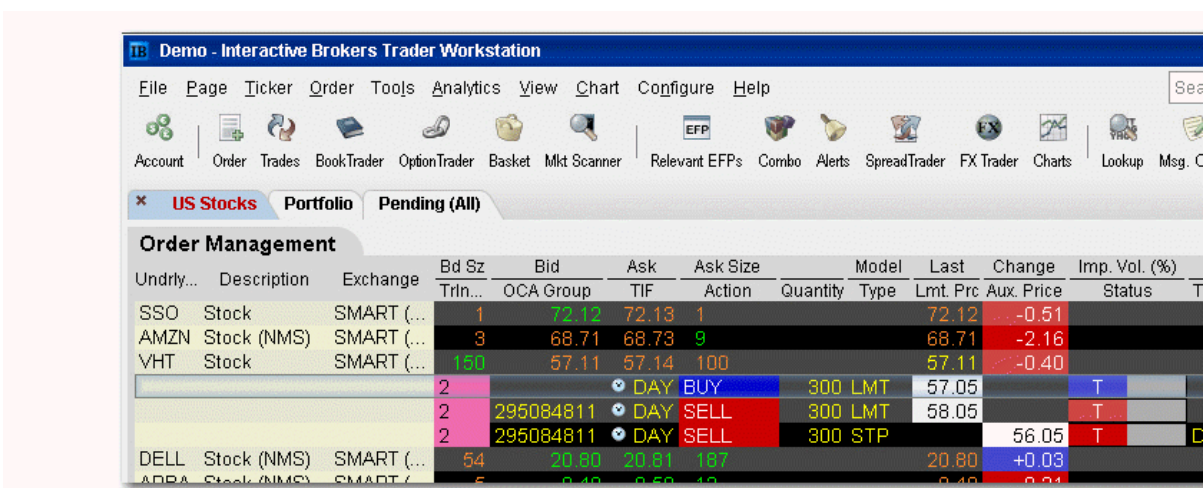 IB Demo - Interactive Brokers Trader Workstation
File Page Ticker Order Tools Analytics View Chart Configure Help Sea
EFP FX
Account Order Trades BookTrader OptionTrader Basket Mkt Scanner Relevant EFPs Combo Alerts SpreadTrader FX Trader Charts Lookup Msg. C
× US Stocks Portfolio Pending (All)
Order Management
Undrly... Description Exchange Bd Sz Bid Ask Ask Size Model Last Change Imp. Vol. (%)
Trln... OCA Group TIF Action Quantity Type Lmt. Prc Aux. Price Status T
SSO Stock SMART (... 1 72.12 72.13 1 72.12 -0.51
AMZN Stock (NMS) SMART (... 3 68.71 68.73 9 68.71 -2.16
VHT Stock SMART (... 150 57.11 57.14 100 57.11 -0.40
2 DAY BUY 300 LMT 57.05 T
2 295084811 DAY SELL 300 LMT 58.05 T
2 295084811 DAY SELL 300 STP 56.05 T D
DELL Stock (NMS) SMART (... 54 20.80 20.81 187 20.80 +0.03
Stock (NMS) SMART (...